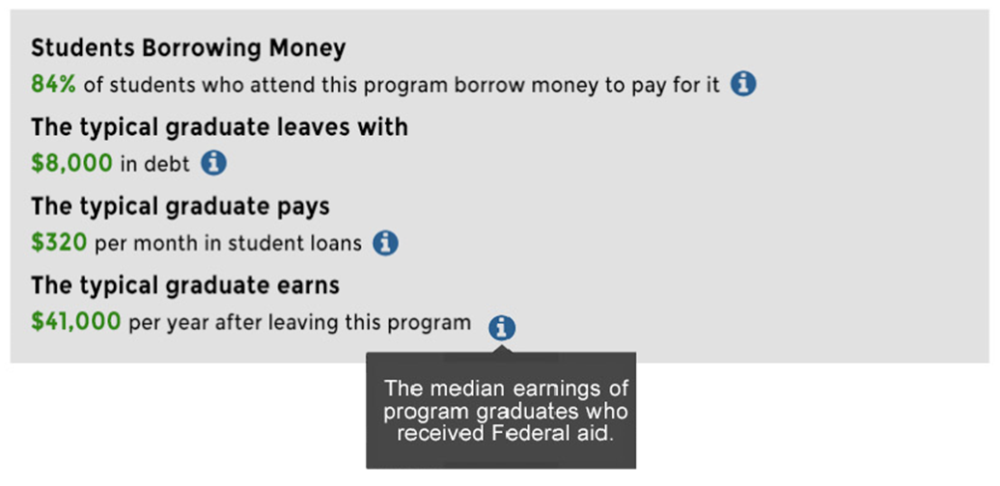 Students Borrowing Money
84% of students who attend this program borrow money to pay for it
The typical graduate leaves with
$8,000 in debt
The typical graduate pays
$320 per month in student loans
The typical graduate earns
$41,000 per year after leaving this program
The median earnings of
program graduates who
received Federal aid.